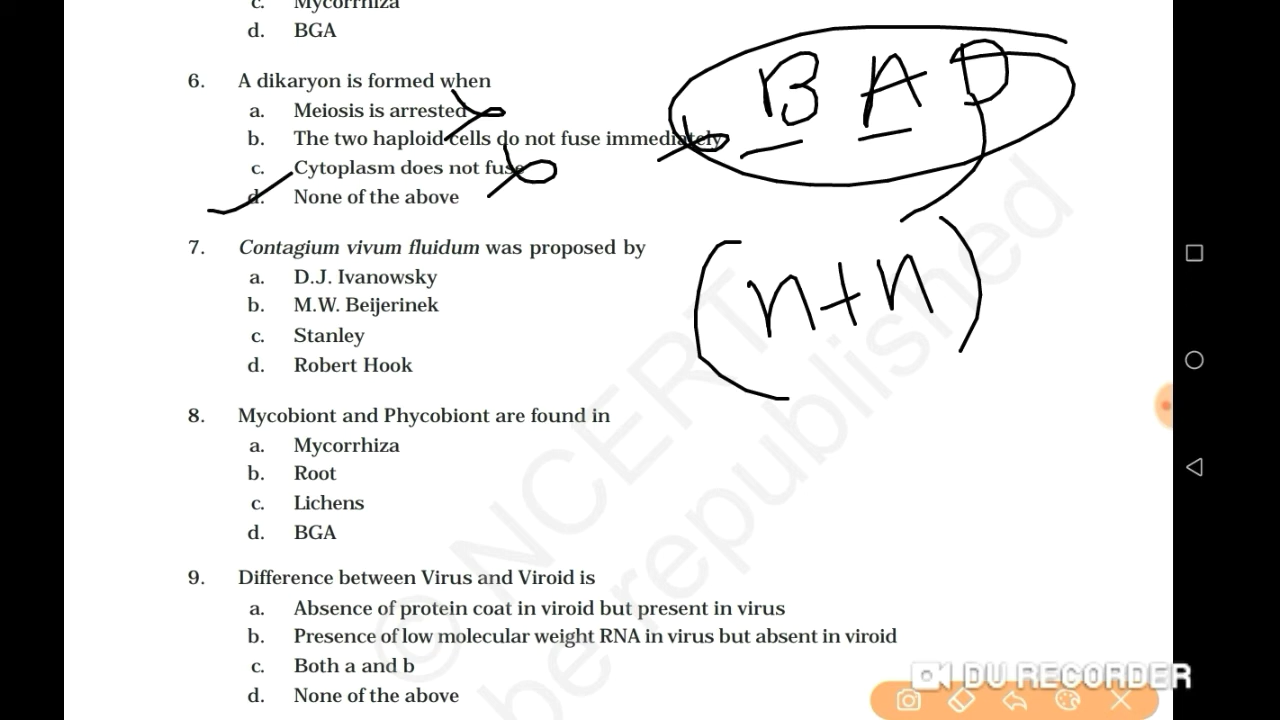 c. Mycorrhiza
d. BGA
6. A dikaryon is formed when
a. Meiosis is arrested
b. The two haploid cells do not fuse immediately
c. Cytoplasm does not fuse
d. None of the above
B A D
(n+n)
7. Contagium vivum fluidum was proposed by
a. D.J. Ivanowsky
b. M.W. Beijerinek
c. Stanley
d. Robert Hook
8. Mycobiont and Phycobiont are found in
a. Mycorrhiza
b. Root
c. Lichens
d. BGA
9. Difference between Virus and Viroid is
a. Absence of protein coat in viroid but present in virus
b. Presence of low molecular weight RNA in virus but absent in viroid
c. Both a and b
d. None of the above
© NCERT
be republished
DU RECORDER